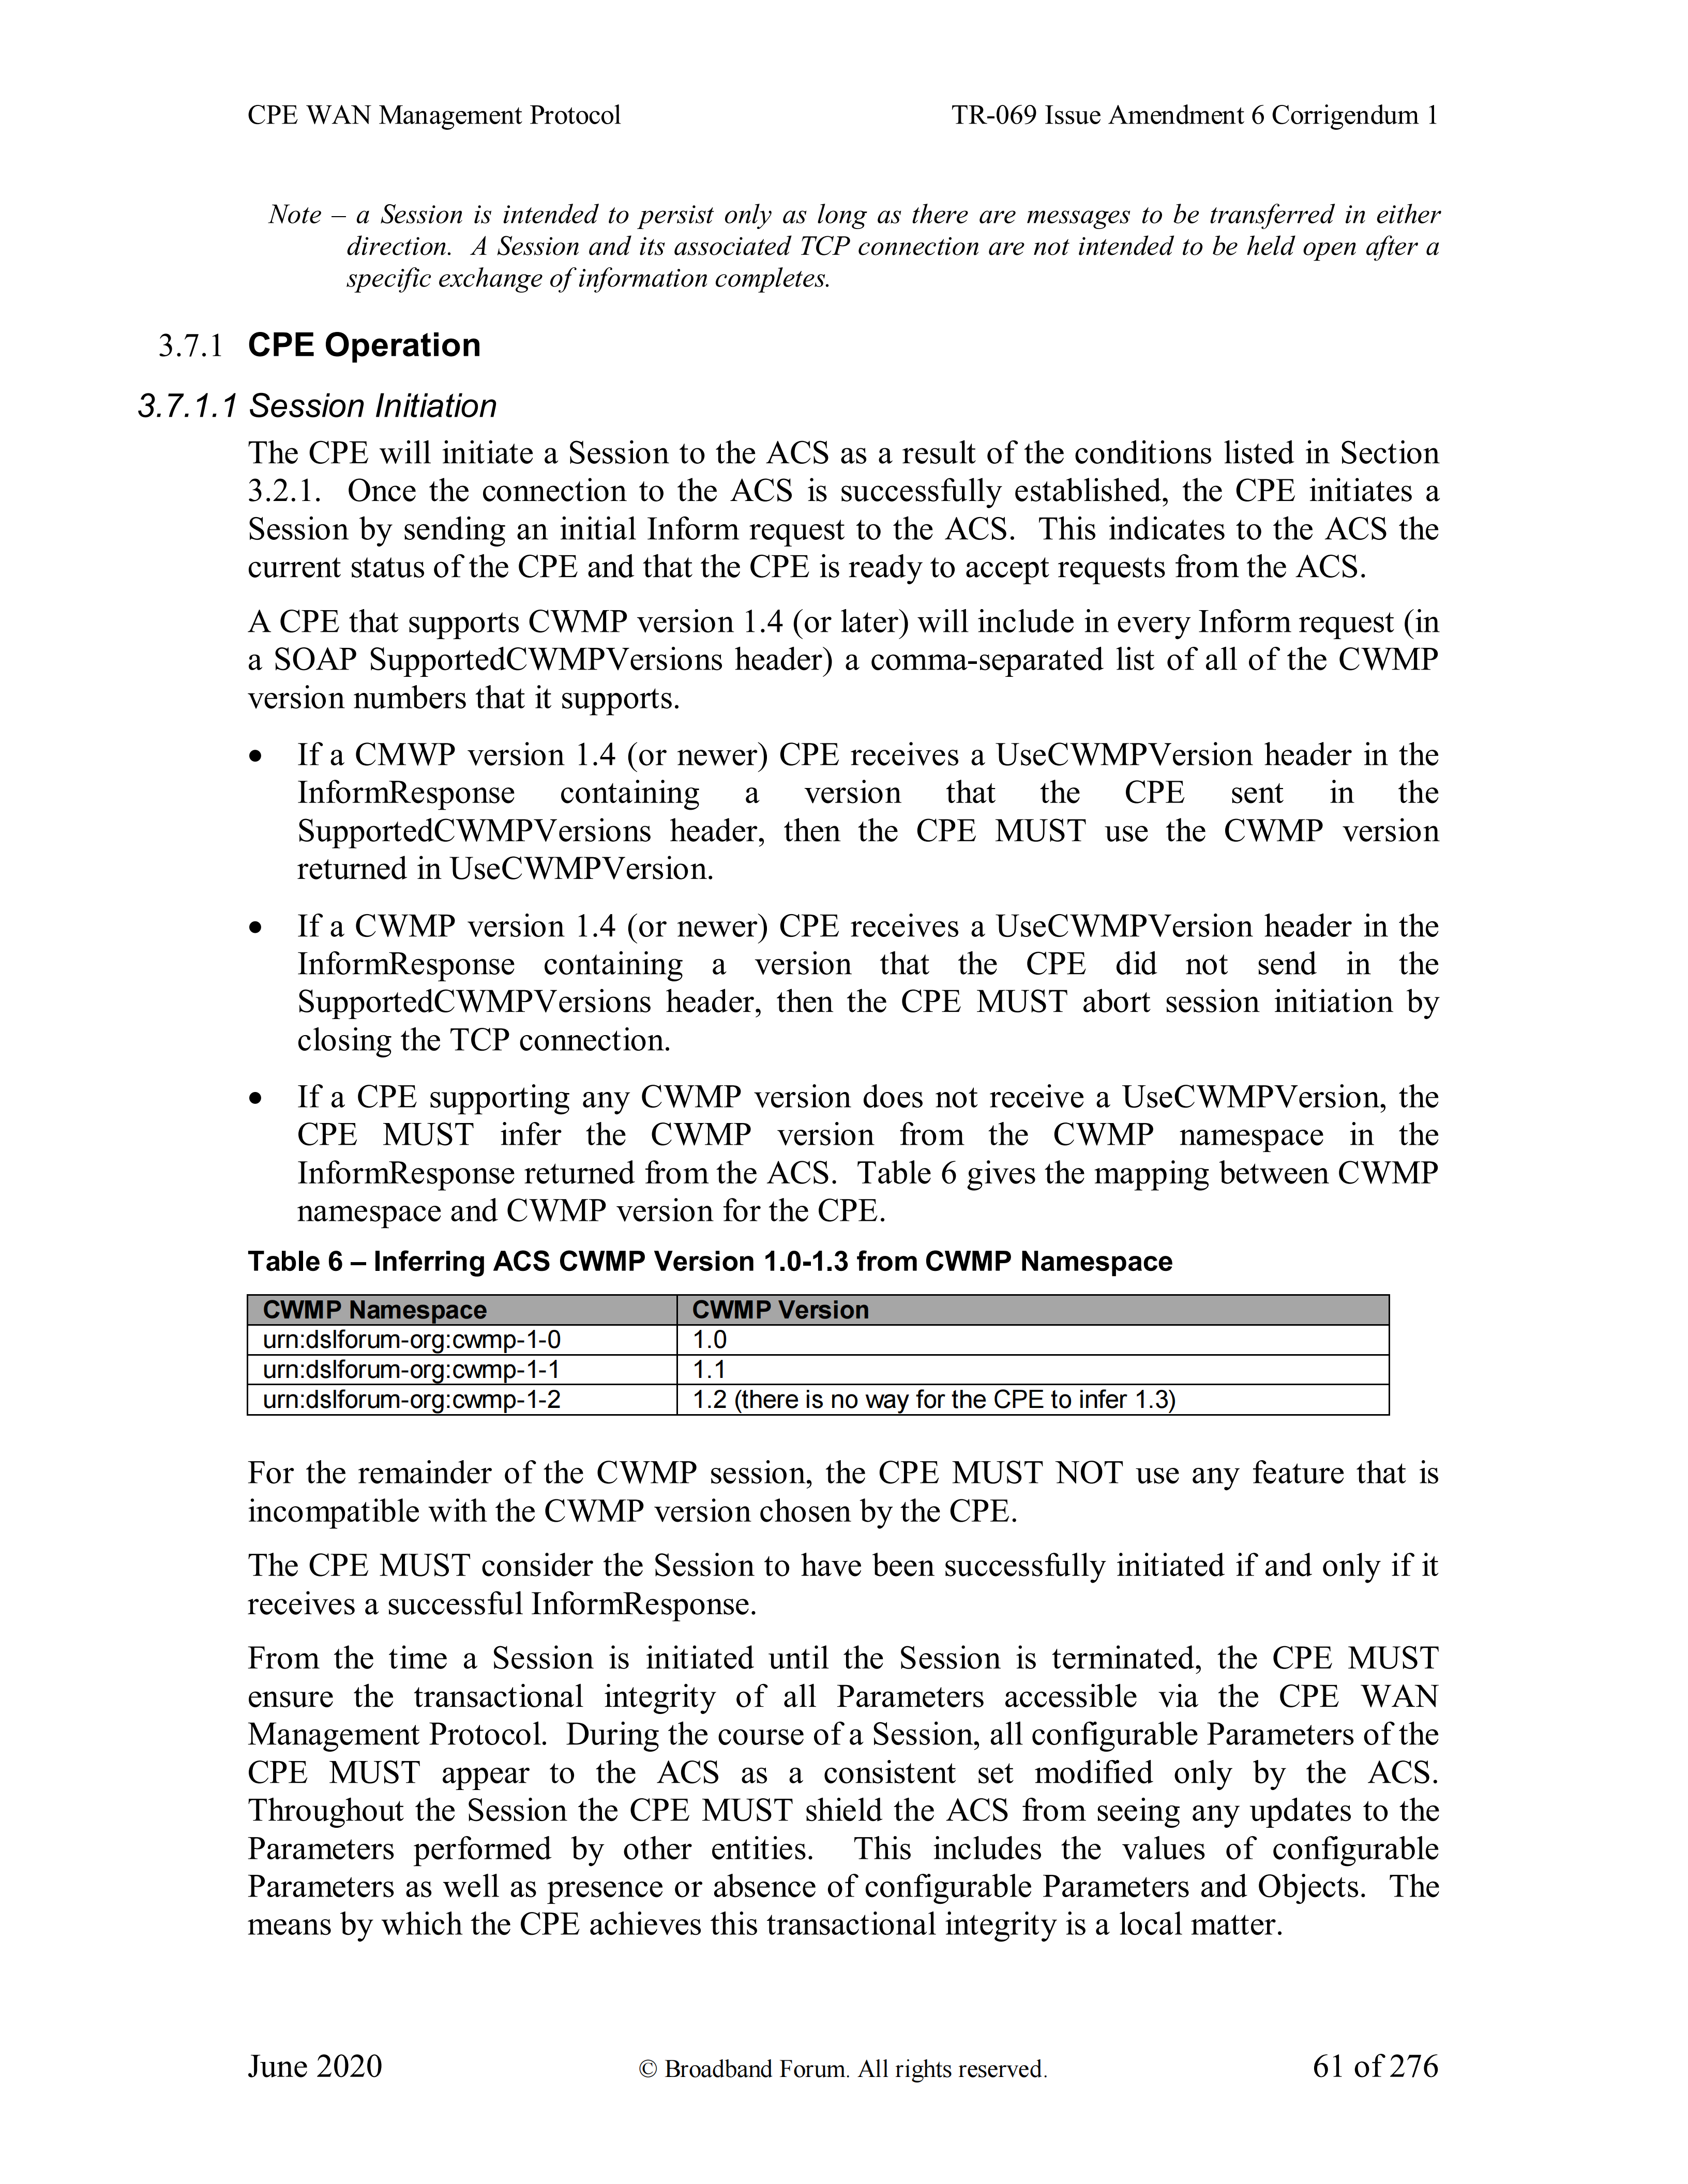 CPE WAN Management Protocol TR-069 Issue Amendment 6 Corrigendum 1
Note – a Session is intended to persist only as long as there are messages to be transferred in either
direction. A Session and its associated TCP connection are not intended to be held open after a
specific exchange of information completes.
3.7.1 CPE Operation
3.7.1.1 Session Initiation
The CPE will initiate a Session to the ACS as a result of the conditions listed in Section
3.2.1. Once the connection to the ACS is successfully established, the CPE initiates a
Session by sending an initial Inform request to the ACS. This indicates to the ACS the
current status of the CPE and that the CPE is ready to accept requests from the ACS.
A CPE that supports CWMP version 1.4 (or later) will include in every Inform request (in
a SOAP SupportedCWMPVersions header) a comma-separated list of all of the CWMP
version numbers that it supports.
• If a CMWP version 1.4 (or newer) CPE receives a UseCWMPVersion header in the
InformResponse containing a version that the CPE sent in the
SupportedCWMPVersions header, then the CPE MUST use the CWMP version
returned in UseCWMPVersion.
• If a CWMP version 1.4 (or newer) CPE receives a UseCWMPVersion header in the
InformResponse containing a version that the CPE did not send in the
SupportedCWMPVersions header, then the CPE MUST abort session initiation by
closing the TCP connection.
• If a CPE supporting any CWMP version does not receive a UseCWMPVersion, the
CPE MUST infer the CWMP version from the CWMP namespace in the
InformResponse returned from the ACS. Table 6 gives the mapping between CWMP
namespace and CWMP version for the CPE.
Table 6 – Inferring ACS CWMP Version 1.0-1.3 from CWMP Namespace
CWMP Namespace CWMP Version
urn:dslforum-org:cwmp-1-0 1.0
urn:dslforum-org:cwmp-1-1 1.1
urn:dslforum-org:cwmp-1-2 1.2 (there is no way for the CPE to infer 1.3)
For the remainder of the CWMP session, the CPE MUST NOT use any feature that is
incompatible with the CWMP version chosen by the CPE.
The CPE MUST consider the Session to have been successfully initiated if and only if it
receives a successful InformResponse.
From the time a Session is initiated until the Session is terminated, the CPE MUST
ensure the transactional integrity of all Parameters accessible via the CPE WAN
Management Protocol. During the course of a Session, all configurable Parameters of the
CPE MUST appear to the ACS as a consistent set modified only by the ACS.
Throughout the Session the CPE MUST shield the ACS from seeing any updates to the
Parameters performed by other entities. This includes the values of configurable
Parameters as well as presence or absence of configurable Parameters and Objects. The
means by which the CPE achieves this transactional integrity is a local matter.
June 2020 © Broadband Forum. All rights reserved. 61 of 276